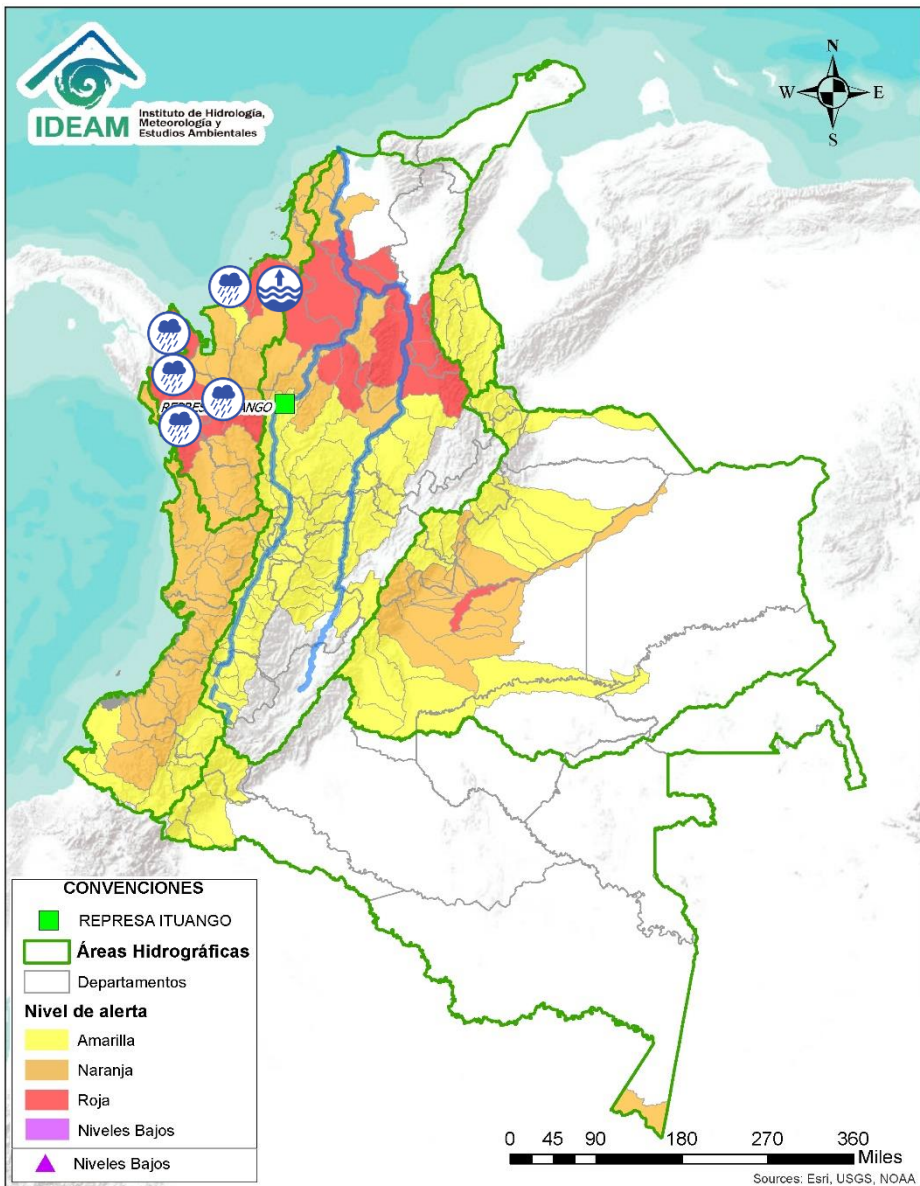 N
W
E
S
IDEAM
Instituto de Hidrología,
Meteorología y
Estudios Ambientales
REPRESA ITUANGO
CONVENCIONES
REPRESA ITUANGO
Áreas Hidrográficas
Departamentos
Nivel de alerta
Amarilla
Naranja
Roja
Niveles Bajos
Niveles Bajos
0 45 90 180 270 360
Miles
Sources: Esri, USGS, NOAA